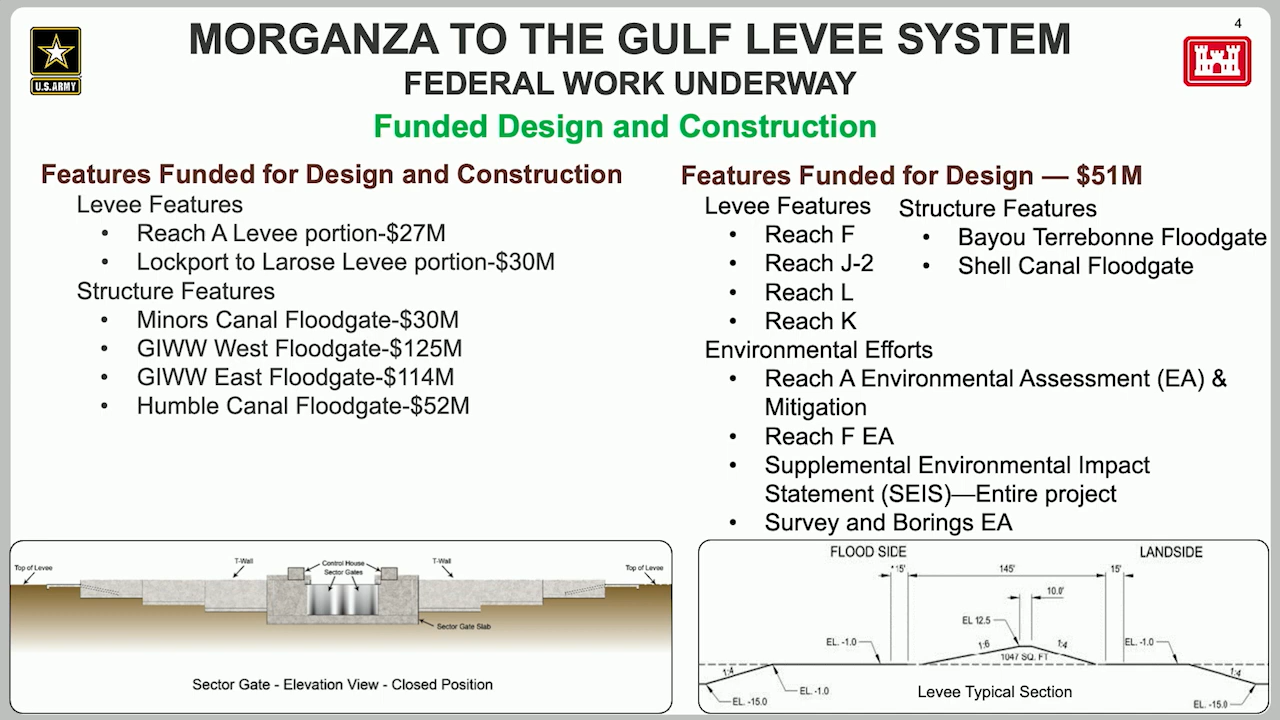 4
U.S.ARMY
MORGANZA TO THE GULF LEVEE SYSTEM
FEDERAL WORK UNDERWAY
Funded Design and Construction
Features Funded for Design and Construction
Levee Features
• Reach A Levee portion-$27M
• Lockport to Larose Levee portion-$30M
Structure Features
• Minors Canal Floodgate-$30M
• GIWW West Floodgate-$125M
• GIWW East Floodgate-$114M
• Humble Canal Floodgate-$52M
Features Funded for Design — $51M
Levee Features
• Reach F
• Reach J-2
• Reach L
• Reach K
Structure Features
• Bayou Terrebonne Floodgate
• Shell Canal Floodgate
Environmental Efforts
• Reach A Environmental Assessment (EA) &
Mitigation
• Reach F EA
• Supplemental Environmental Impact
Statement (SEIS)—Entire project
• Survey and Borings EA
Top of Levee
T-Wall
Control House
Sector Gates
T-Wall
Top of Levee
Sector Gate Slab
Sector Gate - Elevation View - Closed Position
FLOOD SIDE
LANDSIDE
15'
145'
15'
10.0'
EL 12.5
EL. -1.0
1:6
1:4
EL. -1.0
1047 SQ. FT
1:4
1:4
EL. -1.0
EL. -15.0
Levee Typical Section
EL. -15.0